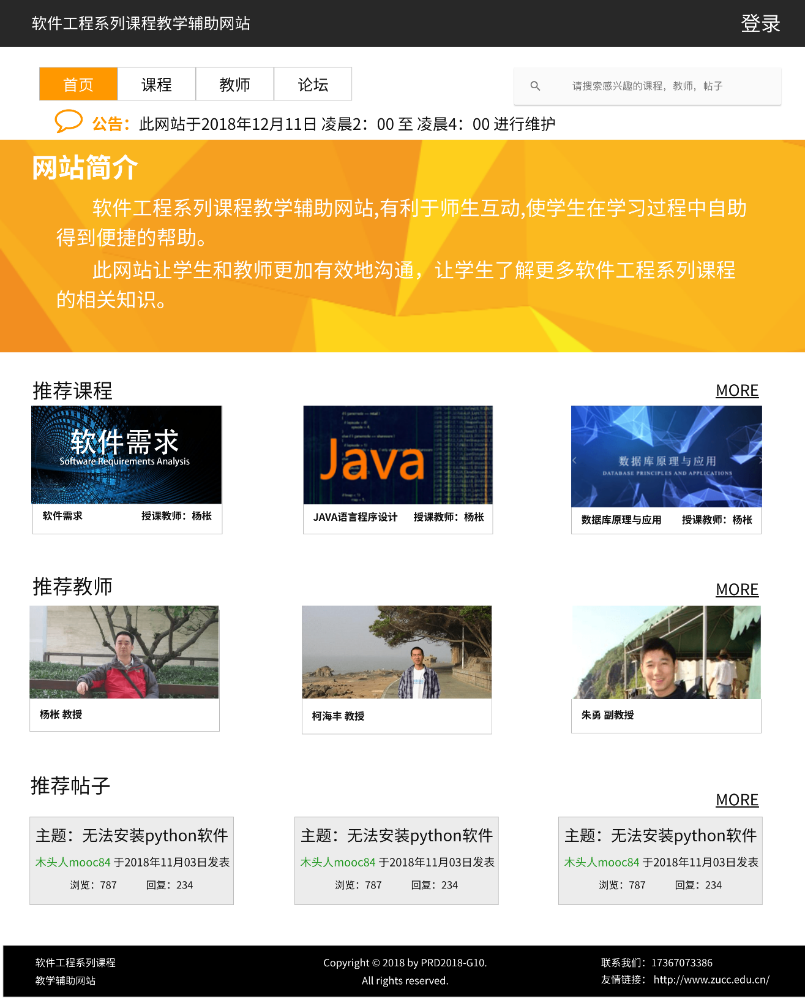 软件工程系列课程教学辅助网站
登录
首页
课程
教师
论坛
请搜索感兴趣的课程，教师，帖子
公告：此网站于2018年12月11日 凌晨2：00 至 凌晨4：00 进行维护
网站简介
软件工程系列课程教学辅助网站,有利于师生互动,使学生在学习过程中自助
得到便捷的帮助。
此网站让学生和教师更加有效地沟通，让学生了解更多软件工程系列课程
的相关知识。
推荐课程
MORE
软件需求
Software Requirements Analysis
软件需求
授课教师：杨枨
Java
JAVA语言程序设计
授课教师：杨枨
数据库原理与应用
DATABASE PRINCIPLES AND APPLICATIONS
数据库原理与应用
授课教师：杨枨
推荐教师
MORE
杨枨 教授
柯海丰 教授
朱勇 副教授
推荐帖子
MORE
主题：无法安装python软件
木头人mooc84 于2018年11月03日发表
浏览：787
回复：234
主题：无法安装python软件
木头人mooc84 于2018年11月03日发表
浏览：787
回复：234
主题：无法安装python软件
木头人mooc84 于2018年11月03日发表
浏览：787
回复：234
软件工程系列课程
教学辅助网站
Copyright © 2018 by PRD2018-G10.
All rights reserved.
联系我们：17367073386
友情链接： http://www.zucc.edu.cn/